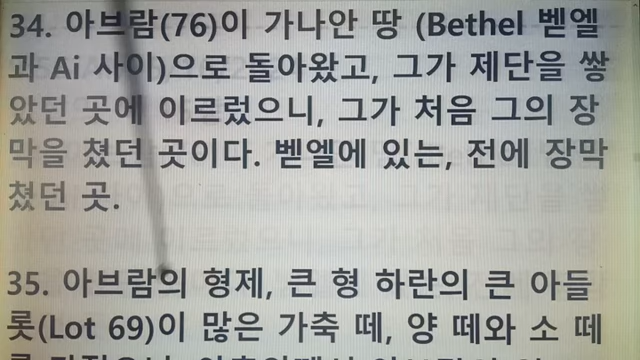 34. 아브람(76)이 가나안 땅 (Bethel 벧엘
과 Ai 사이)으로 돌아왔고, 그가 제단을 쌓
았던 곳에 이르렀으니, 그가 처음 그의 장
막을 쳤던 곳이다. 벧엘에 있는, 전에 장막
쳤던 곳.
35. 아브람의 형제, 큰 형 하란의 큰 아들
롯(Lot 69)이 많은 가축 떼, 양 떼와 소 떼